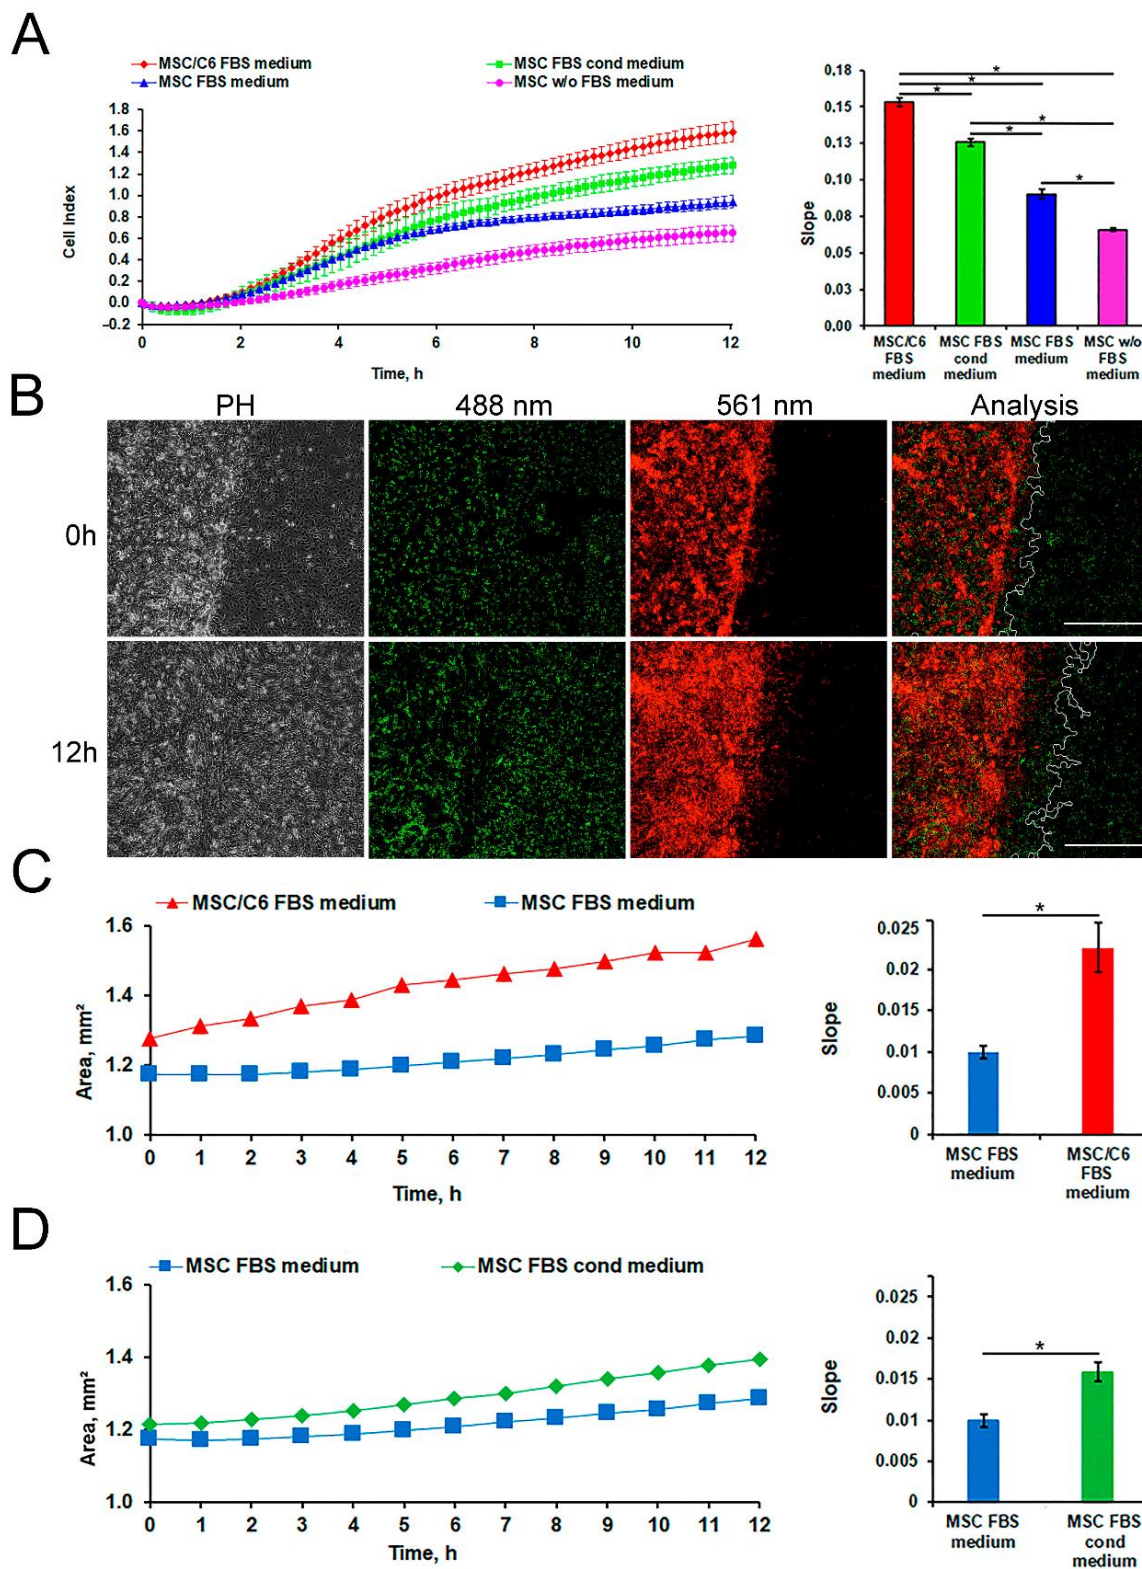 A
MSC/C6 FBS medium
MSC FBS cond medium
MSC FBS medium
MSC w/o FBS medium
Cell Index
1.8
1.6
1.4
1.2
1.0
0.8
0.6
0.4
0.2
0.0
–0.2
0 2 4 6 8 10 12
Time, h
Slope
0.18
0.15
0.13
0.10
0.08
0.05
0.03
0.00
*
*
*
*
*
*
MSC/C6 FBS medium
MSC FBS cond medium
MSC FBS medium
MSC w/o FBS medium
B
PH 488 nm 561 nm Analysis
0h
12h
C
MSC/C6 FBS medium
MSC FBS medium
Area, mm²
1.6
1.4
1.2
1.0
0 1 2 3 4 5 6 7 8 9 10 11 12
Time, h
Slope
0.025
0.02
0.015
0.01
0.005
0
*
MSC FBS medium
MSC/C6 FBS medium
D
MSC FBS medium
MSC FBS cond medium
Area, mm²
1.6
1.4
1.2
1.0
0 1 2 3 4 5 6 7 8 9 10 11 12
Time, h
Slope
0.025
0.02
0.015
0.01
0.005
0
*
MSC FBS medium
MSC FBS cond medium